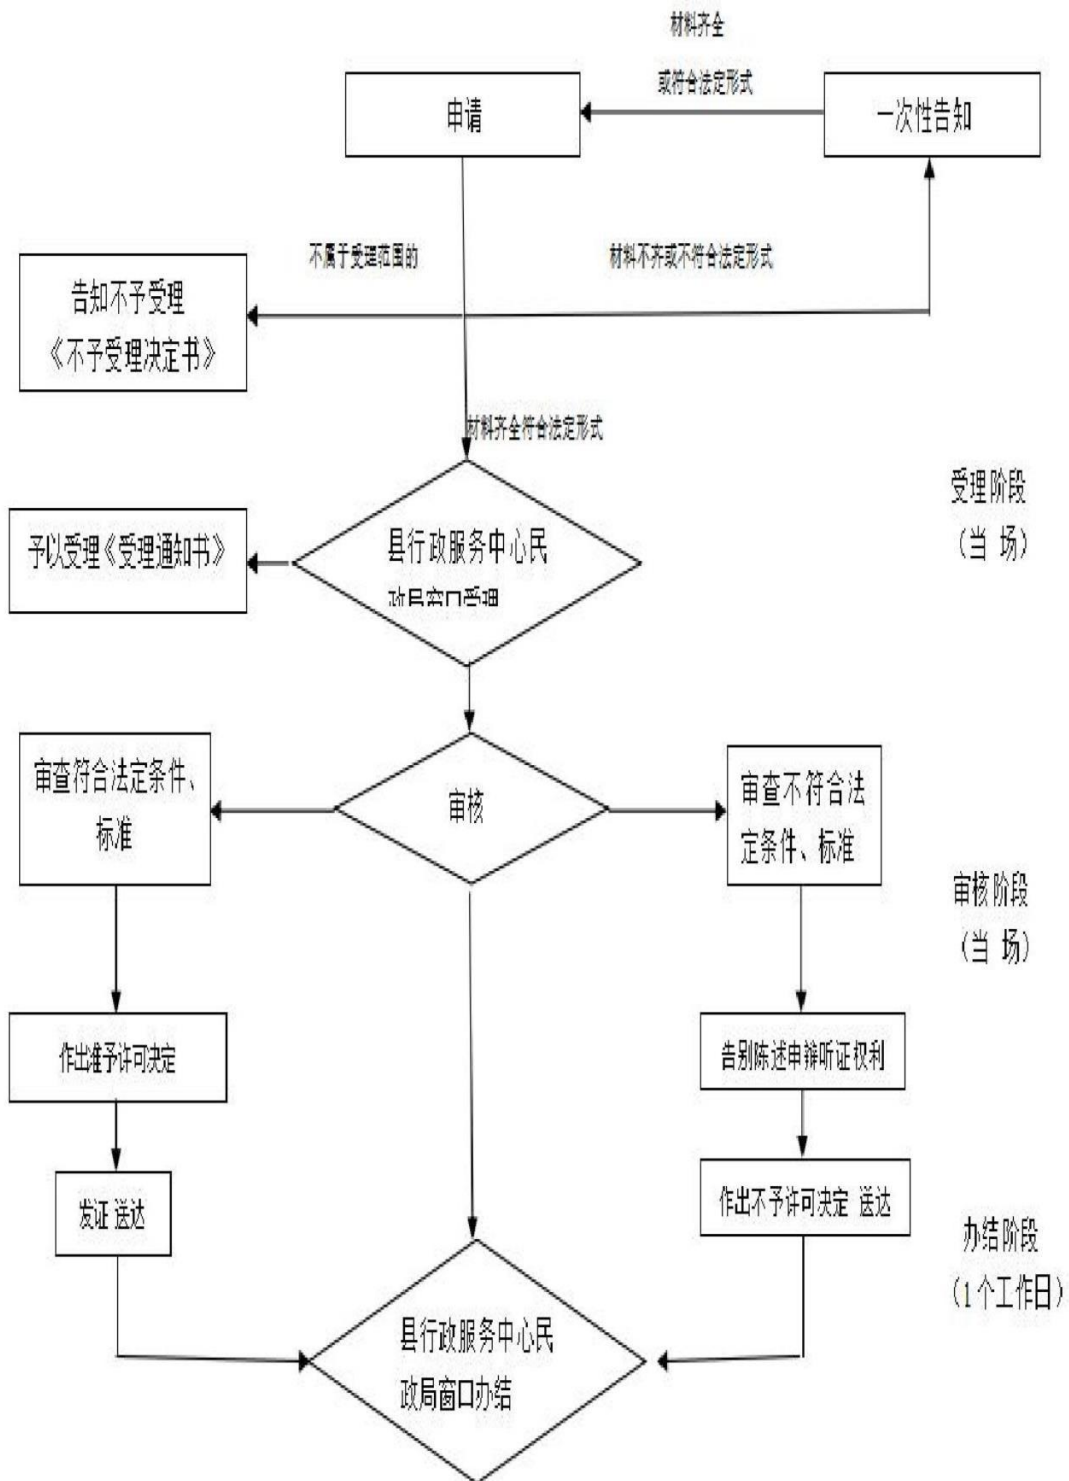 材料齐全
或符合法定形式
申请
一次性告知
不属于受理范围的
材料不齐或不符合法定形式
告知不予受理
《不予受理决定书》
材料齐全符合法定形式
受理阶段
（当 场）
予以受理《受理通知书》
县行政服务中心民
政局窗口受理
审查符合法定条件、
标准
审核
审查不符合法
定条件、标准
审核阶段
（当 场）
作出准予许可决定
告别陈述申辩听证权利
发证 送达
作出不予许可决定 送达
办结阶段
（1个工作日）
县行政服务中心民
政局窗口办结